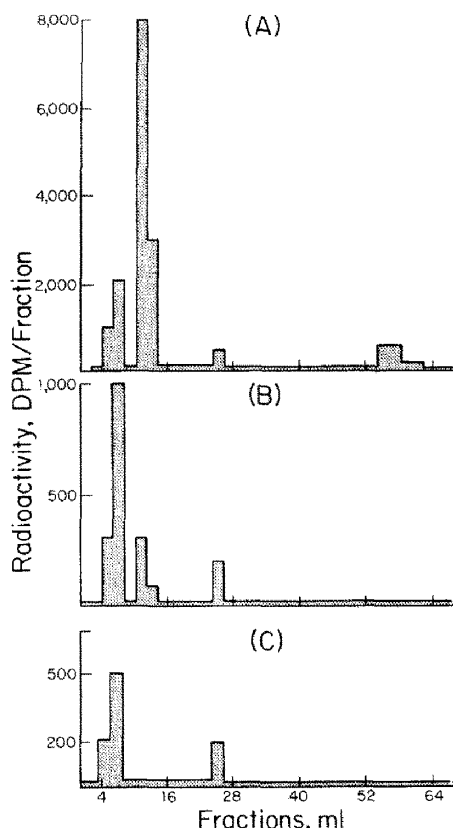 (A)
8,000
6,000
4,000
2,000
Radioactivity, DPM/Fraction
(B)
1,000
500
(C)
500
200
4 16 28 40 52 64
Fractions, ml